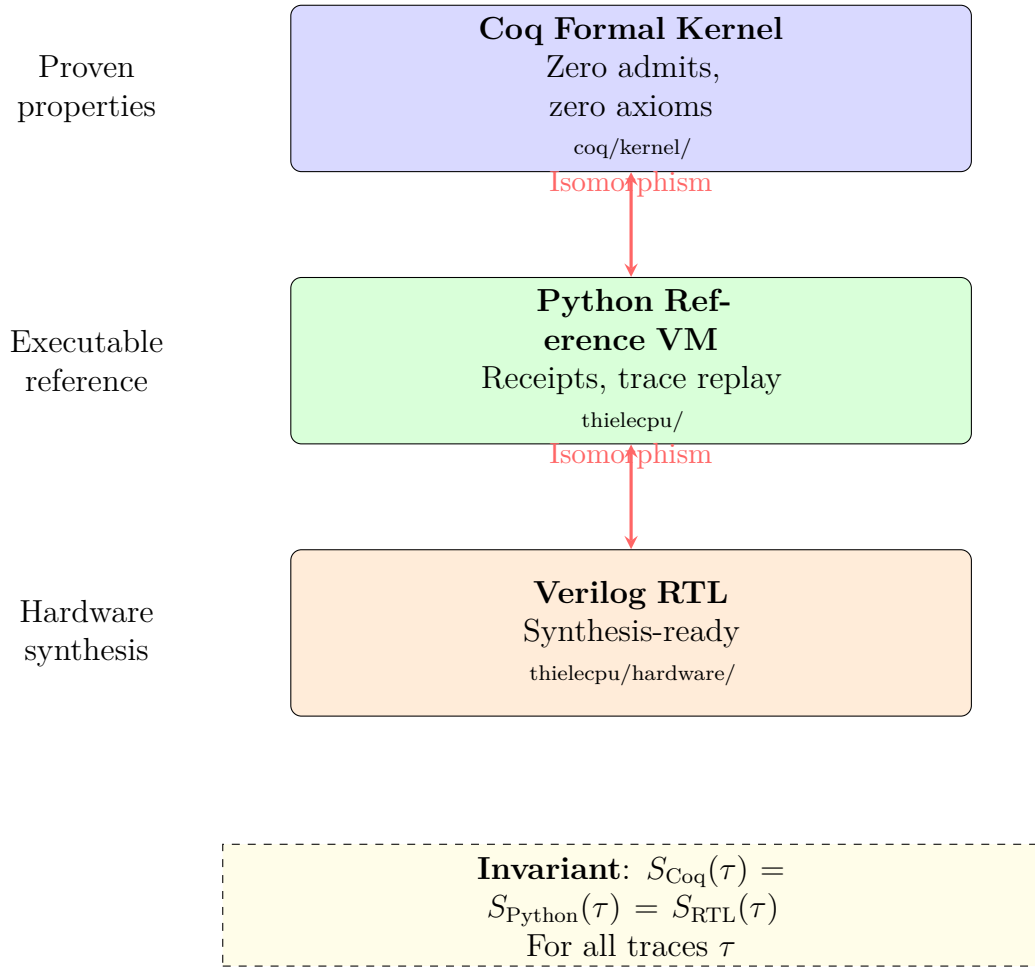 Coq Formal Kernel
Proven
properties
Zero admits,
zero axioms
coq/kernel/
Isomorphism
Python Ref-
erence VM
Executable
reference
Receipts, trace replay
thielecpu/
Isomorphism
Verilog RTL
Hardware
synthesis
Synthesis-ready
thielecpu/hardware/
Invariant: S_Coq(τ) =
S_Python(τ) = S_RTL(τ)
For all traces τ